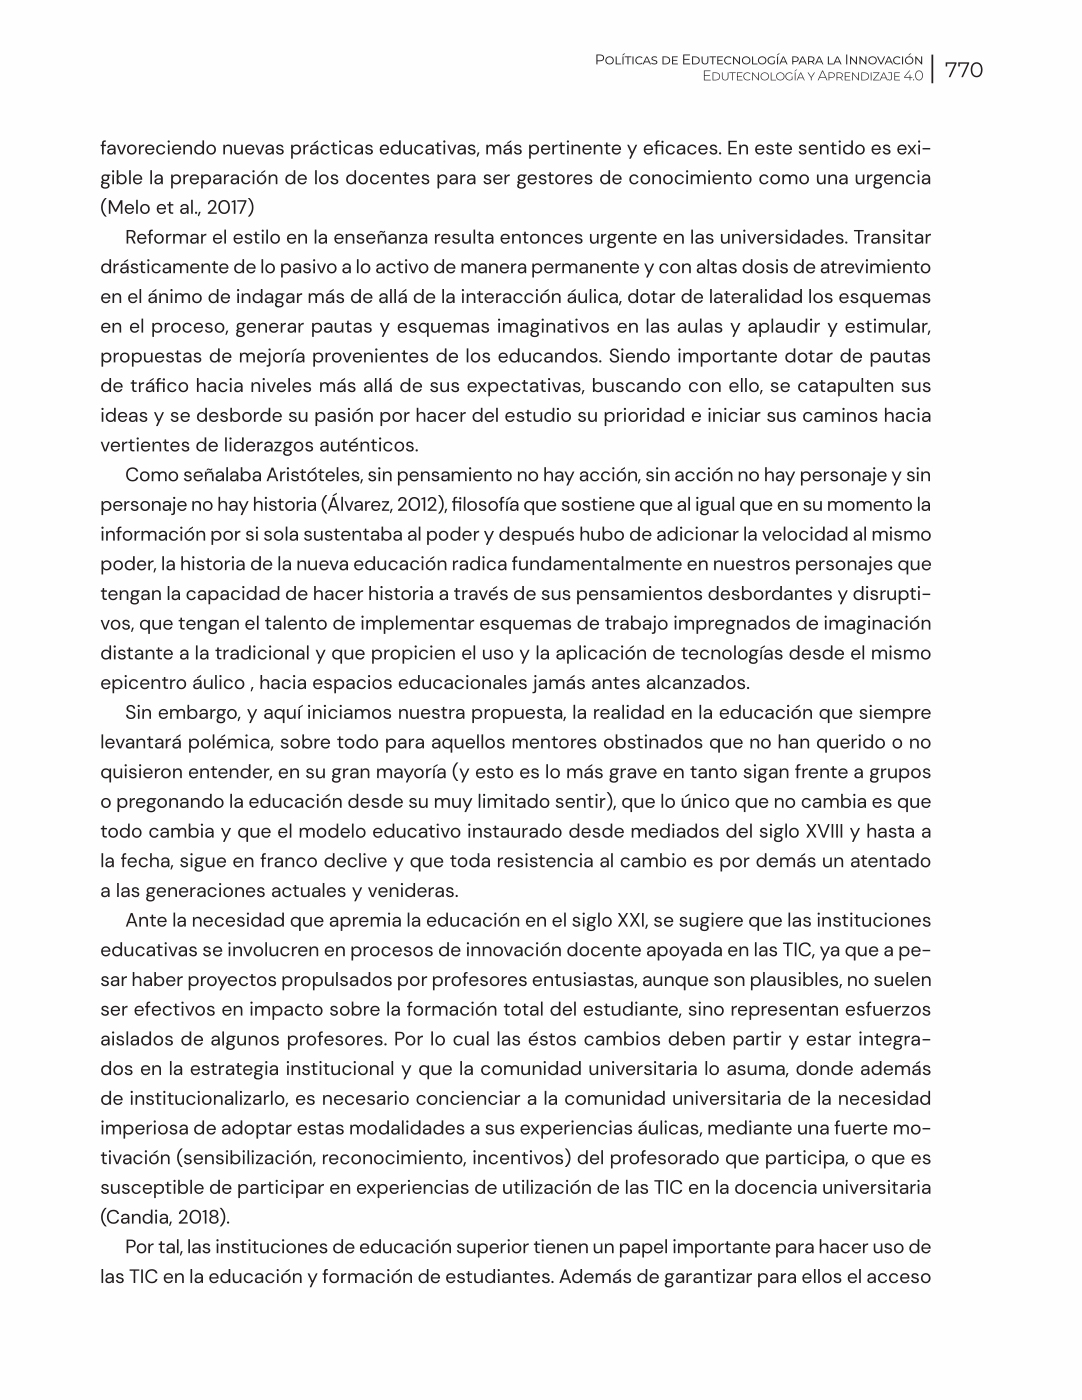 Políticas de Edutecnología para la Innovación
Edutecnología y Aprendizaje 4.0
770
favoreciendo nuevas prácticas educativas, más pertinente y eficaces. En este sentido es exi-
gible la preparación de los docentes para ser gestores de conocimiento como una urgencia
(Melo et al., 2017)
Reformar el estilo en la enseñanza resulta entonces urgente en las universidades. Transitar
drásticamente de lo pasivo a lo activo de manera permanente y con altas dosis de atrevimiento
en el ánimo de indagar más de allá de la interacción áulica, dotar de lateralidad los esquemas
en el proceso, generar pautas y esquemas imaginativos en las aulas y aplaudir y estimular,
propuestas de mejoría provenientes de los educandos. Siendo importante dotar de pautas
de tráfico hacia niveles más allá de sus expectativas, buscando con ello, se catapulten sus
ideas y se desborde su pasión por hacer del estudio su prioridad e iniciar sus caminos hacia
vertientes de liderazgos auténticos.
Como señalaba Aristóteles, sin pensamiento no hay acción, sin acción no hay personaje y sin
personaje no hay historia (Álvarez, 2012), filosofía que sostiene que al igual que en su momento la
información por si sola sustentaba al poder y después hubo de adicionar la velocidad al mismo
poder, la historia de la nueva educación radica fundamentalmente en nuestros personajes que
tengan la capacidad de hacer historia a través de sus pensamientos desbordantes y disrupti-
vos, que tengan el talento de implementar esquemas de trabajo impregnados de imaginación
distante a la tradicional y que propicien el uso y la aplicación de tecnologías desde el mismo
epicentro áulico , hacia espacios educacionales jamás antes alcanzados.
Sin embargo, y aquí iniciamos nuestra propuesta, la realidad en la educación que siempre
levantará polémica, sobre todo para aquellos mentores obstinados que no han querido o no
quisieron entender, en su gran mayoría (y esto es lo más grave en tanto sigan frente a grupos
o pregonando la educación desde su muy limitado sentir), que lo único que no cambia es que
todo cambia y que el modelo educativo instaurado desde mediados del siglo XVIII y hasta a
la fecha, sigue en franco declive y que toda resistencia al cambio es por demás un atentado
a las generaciones actuales y venideras.
Ante la necesidad que apremia la educación en el siglo XXI, se sugiere que las instituciones
educativas se involucren en procesos de innovación docente apoyada en las TIC, ya que a pe-
sar haber proyectos propulsados por profesores entusiastas, aunque son plausibles, no suelen
ser efectivos en impacto sobre la formación total del estudiante, sino representan esfuerzos
aislados de algunos profesores. Por lo cual las éstos cambios deben partir y estar integra-
dos en la estrategia institucional y que la comunidad universitaria lo asuma, donde además
de institucionalizarlo, es necesario concienciar a la comunidad universitaria de la necesidad
imperiosa de adoptar estas modalidades a sus experiencias áulicas, mediante una fuerte mo-
tivación (sensibilización, reconocimiento, incentivos) del profesorado que participa, o que es
susceptible de participar en experiencias de utilización de las TIC en la docencia universitaria
(Candia, 2018).
Por tal, las instituciones de educación superior tienen un papel importante para hacer uso de
las TIC en la educación y formación de estudiantes. Además de garantizar para ellos el acceso